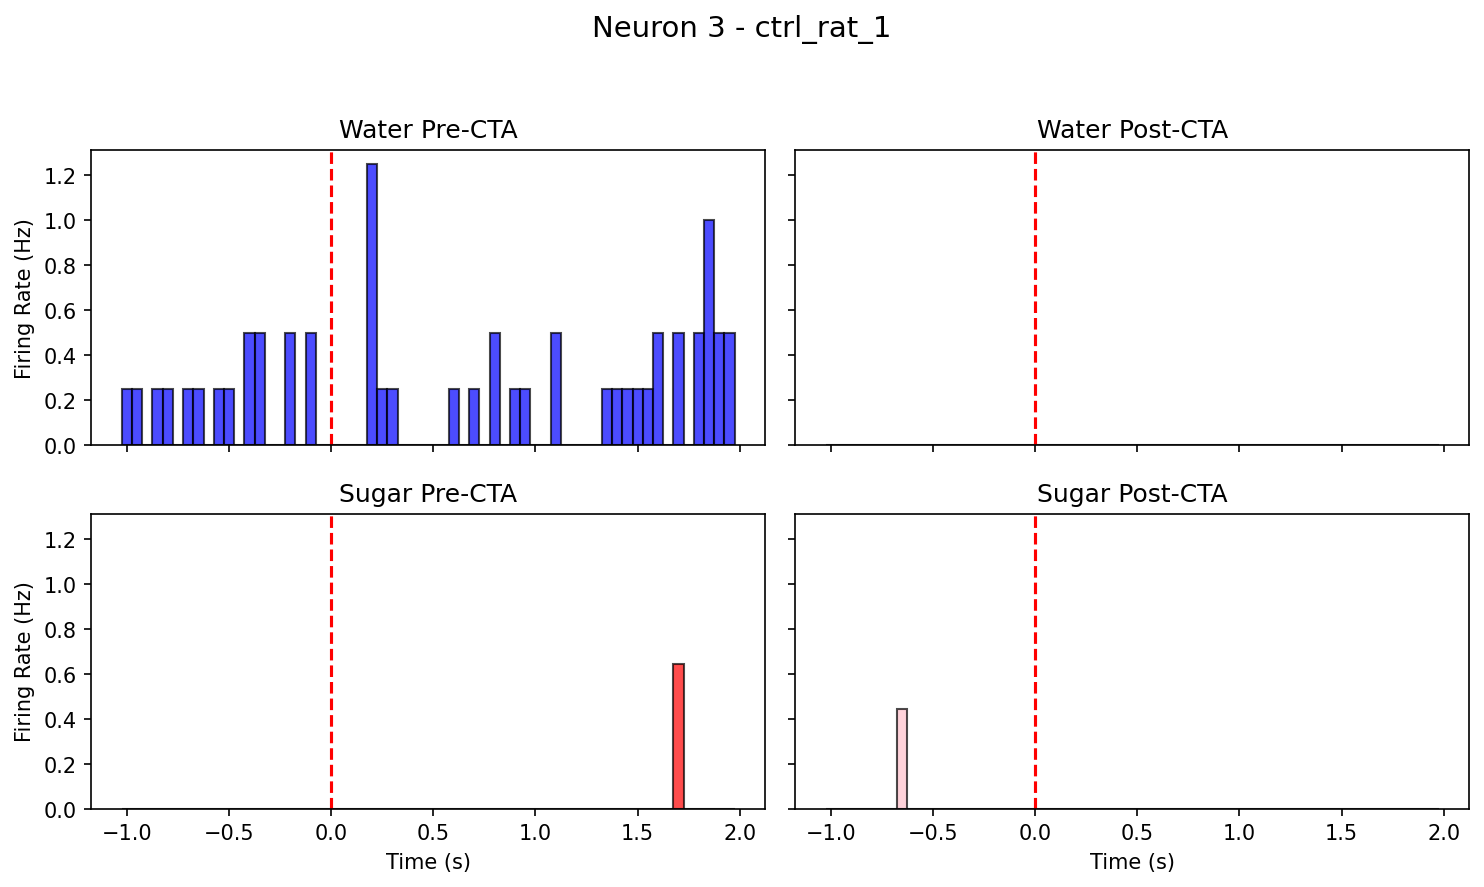 Neuron 3 - ctrl_rat_1
Water Pre-CTA
Water Post-CTA
Firing Rate (Hz)
1.2
1.0
0.8
0.6
0.4
0.2
0.0
Sugar Pre-CTA
Sugar Post-CTA
Firing Rate (Hz)
1.2
1.0
0.8
0.6
0.4
0.2
0.0
−1.0 −0.5 0.0 0.5 1.0 1.5 2.0
−1.0 −0.5 0.0 0.5 1.0 1.5 2.0
Time (s)
Time (s)